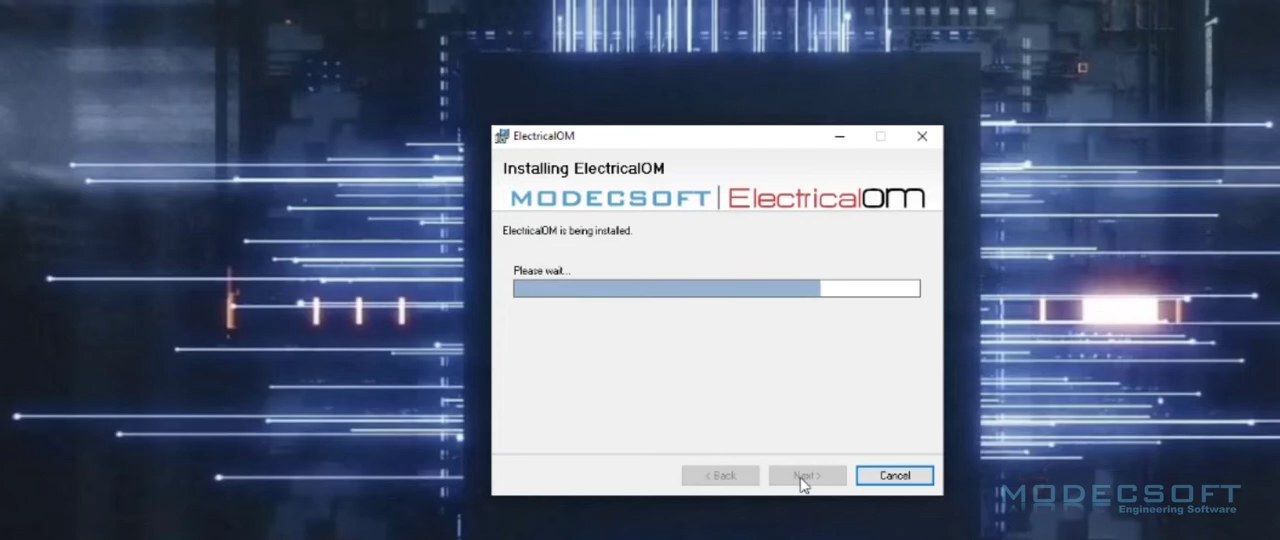 ElectricalOM
Installing ElectricalOM
MODECSOFT | ElectricalOM
ElectricalOM is being installed.
Please wait...
< Back
Next >
Cancel
MODECSOFT
Engineering Software